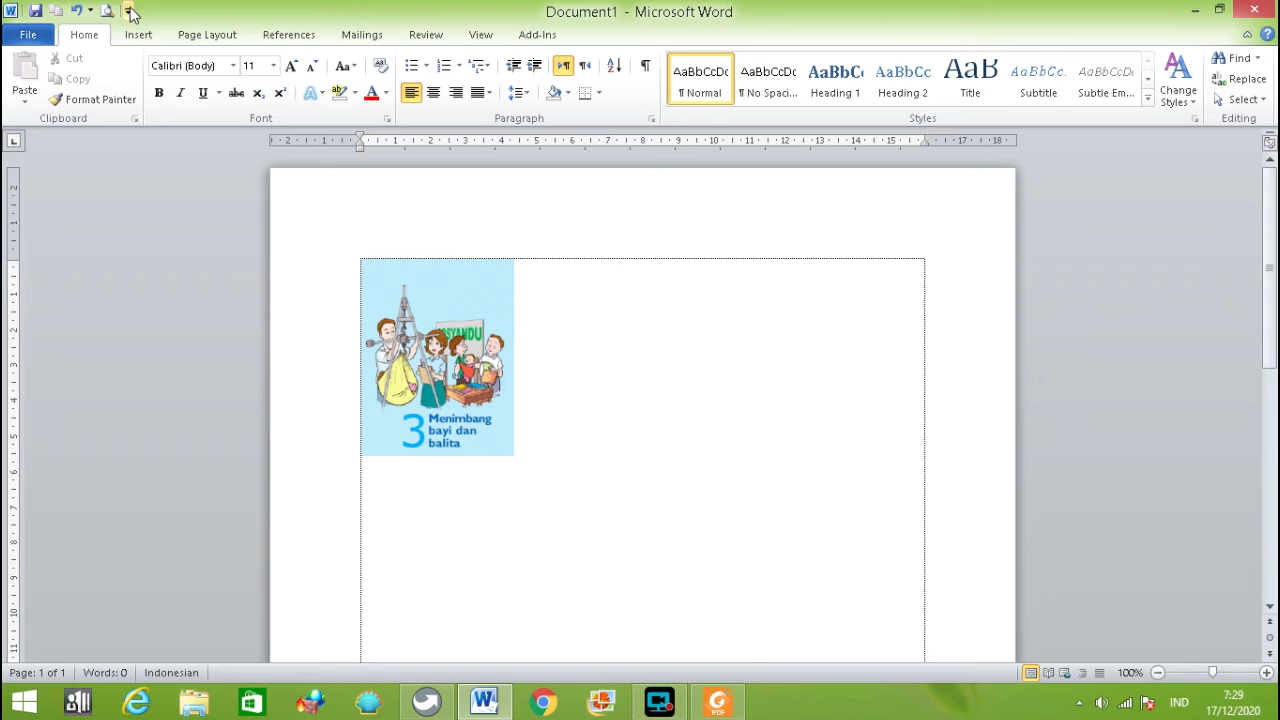 Document1 - Microsoft Word
File Home Insert Page Layout References Mailings Review View Add-Ins
Paste
Cut
Copy
Format Painter
Clipboard
Calibri (Body) 11
Font
Paragraph
AaBbCcDc AaBbCcDc AaBbC AaBbCc AaB AaBbCc. AaBbCcDc
¶ Normal ¶ No Spaci... Heading 1 Heading 2 Title Subtitle Subtle Em...
Change Styles
Styles
Find
Replace
Select
Editing
SYANDU
3 Menimbang
bayi dan
balita
Page: 1 of 1 Words: 0 Indonesian 100%
PDF
IND
7:29
17/12/2020